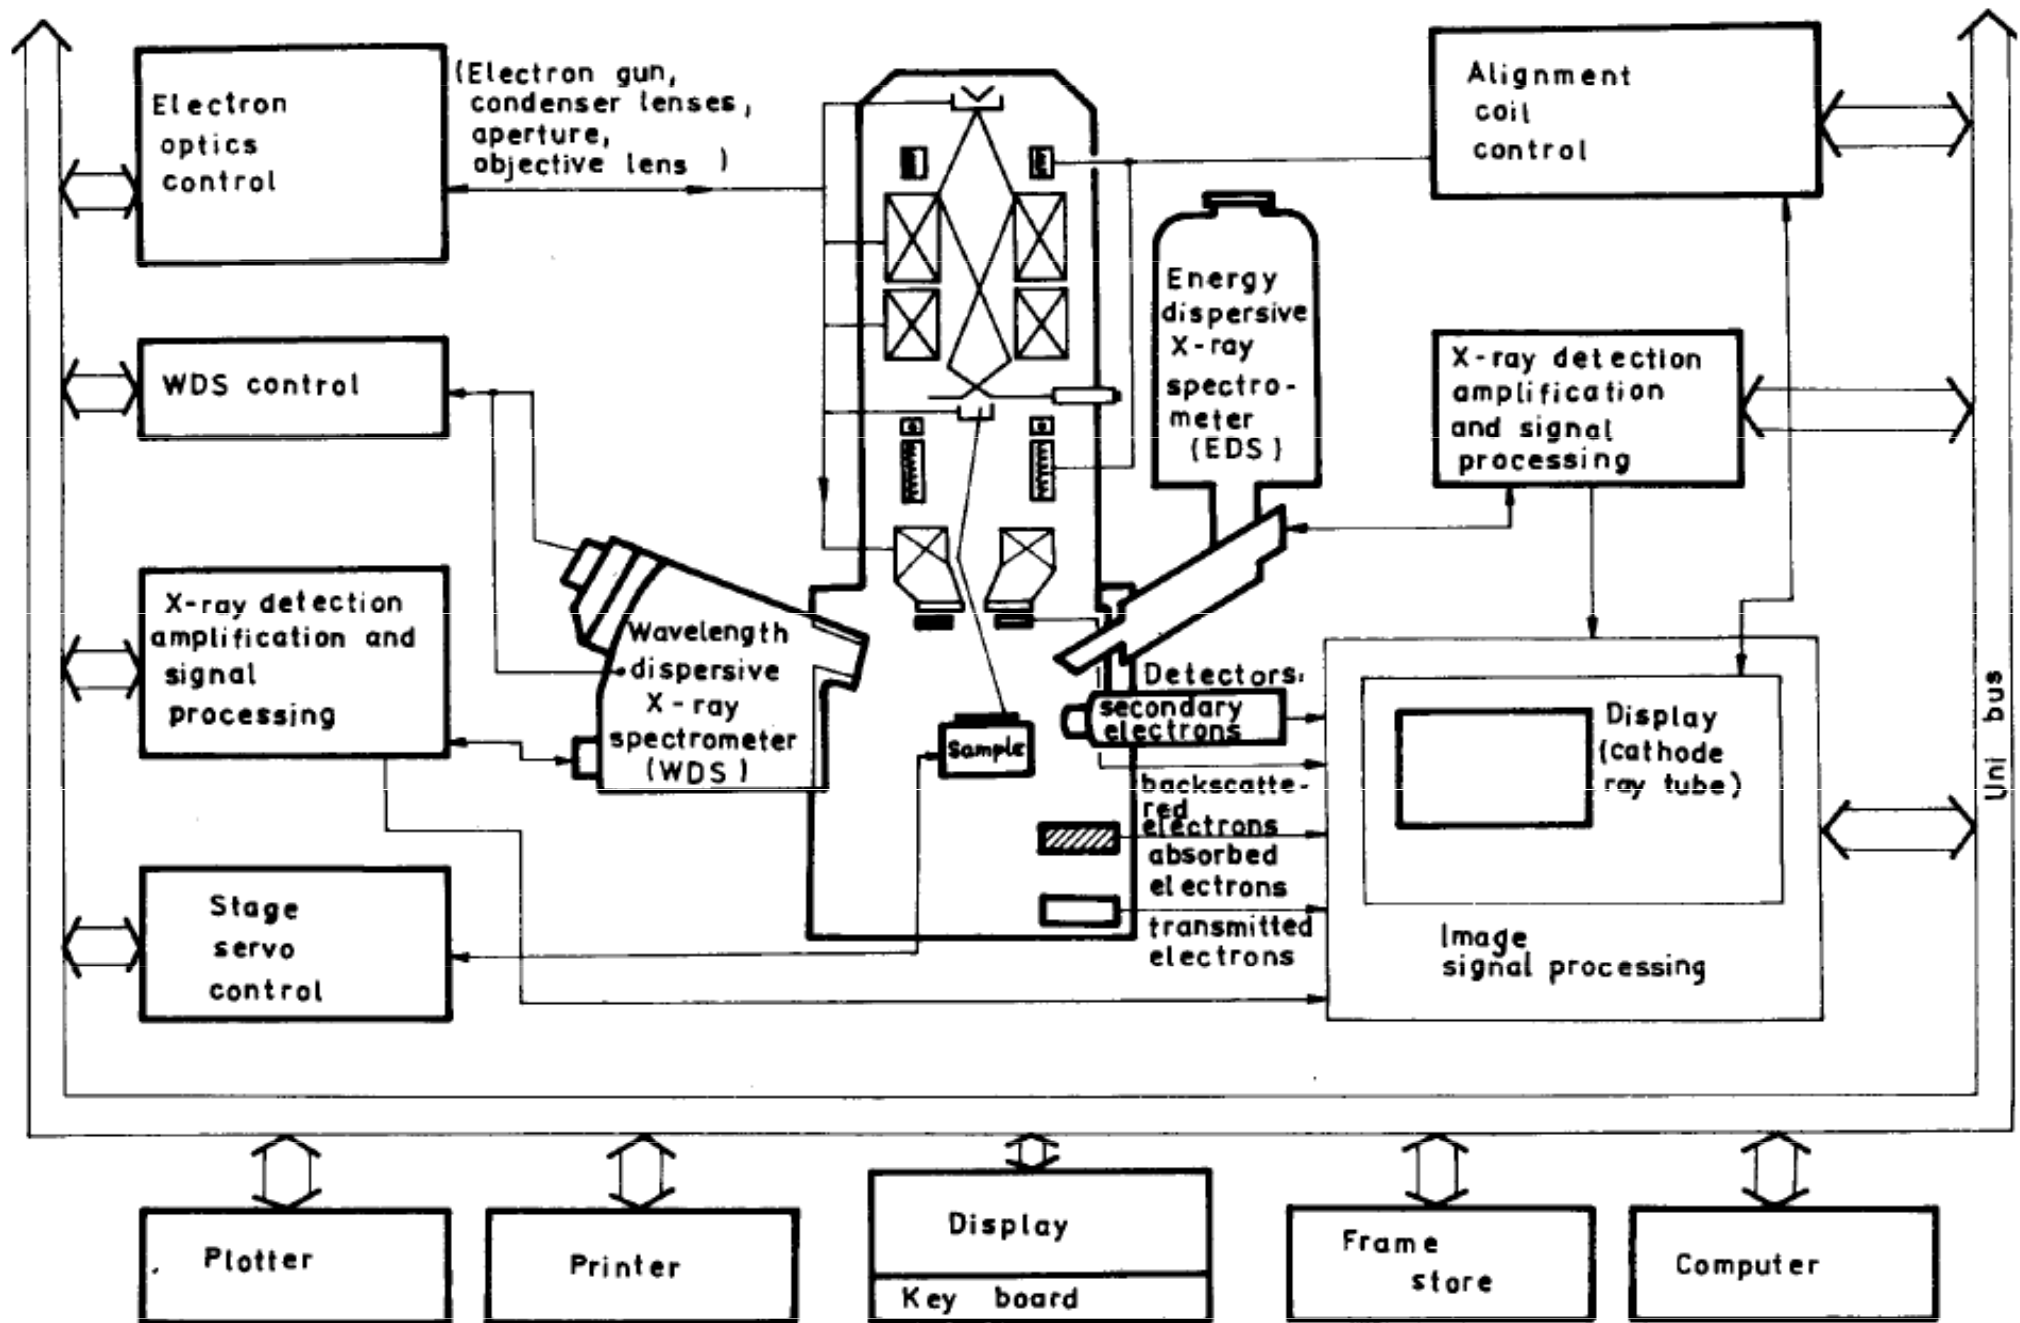 Electron
optics
control
(Electron gun,
condenser lenses,
aperture,
objective lens )
Alignment
coil
control
Energy
dispersive
X-ray
spectro-
meter
(EDS)
WDS control
X-ray detection
amplification
and signal
processing
X-ray detection
amplification and
signal
processing
Wavelength
dispersive
X-ray
spectrometer
(WDS)
Sample
Detectors:
secondary
electrons
backscatte-
red
electrons
absorbed
electrons
transmitted
electrons
Display
(cathode
ray tube)
Image
signal processing
Uni bus
Stage
servo
control
Plotter
Printer
Display
Key board
Frame
store
Computer